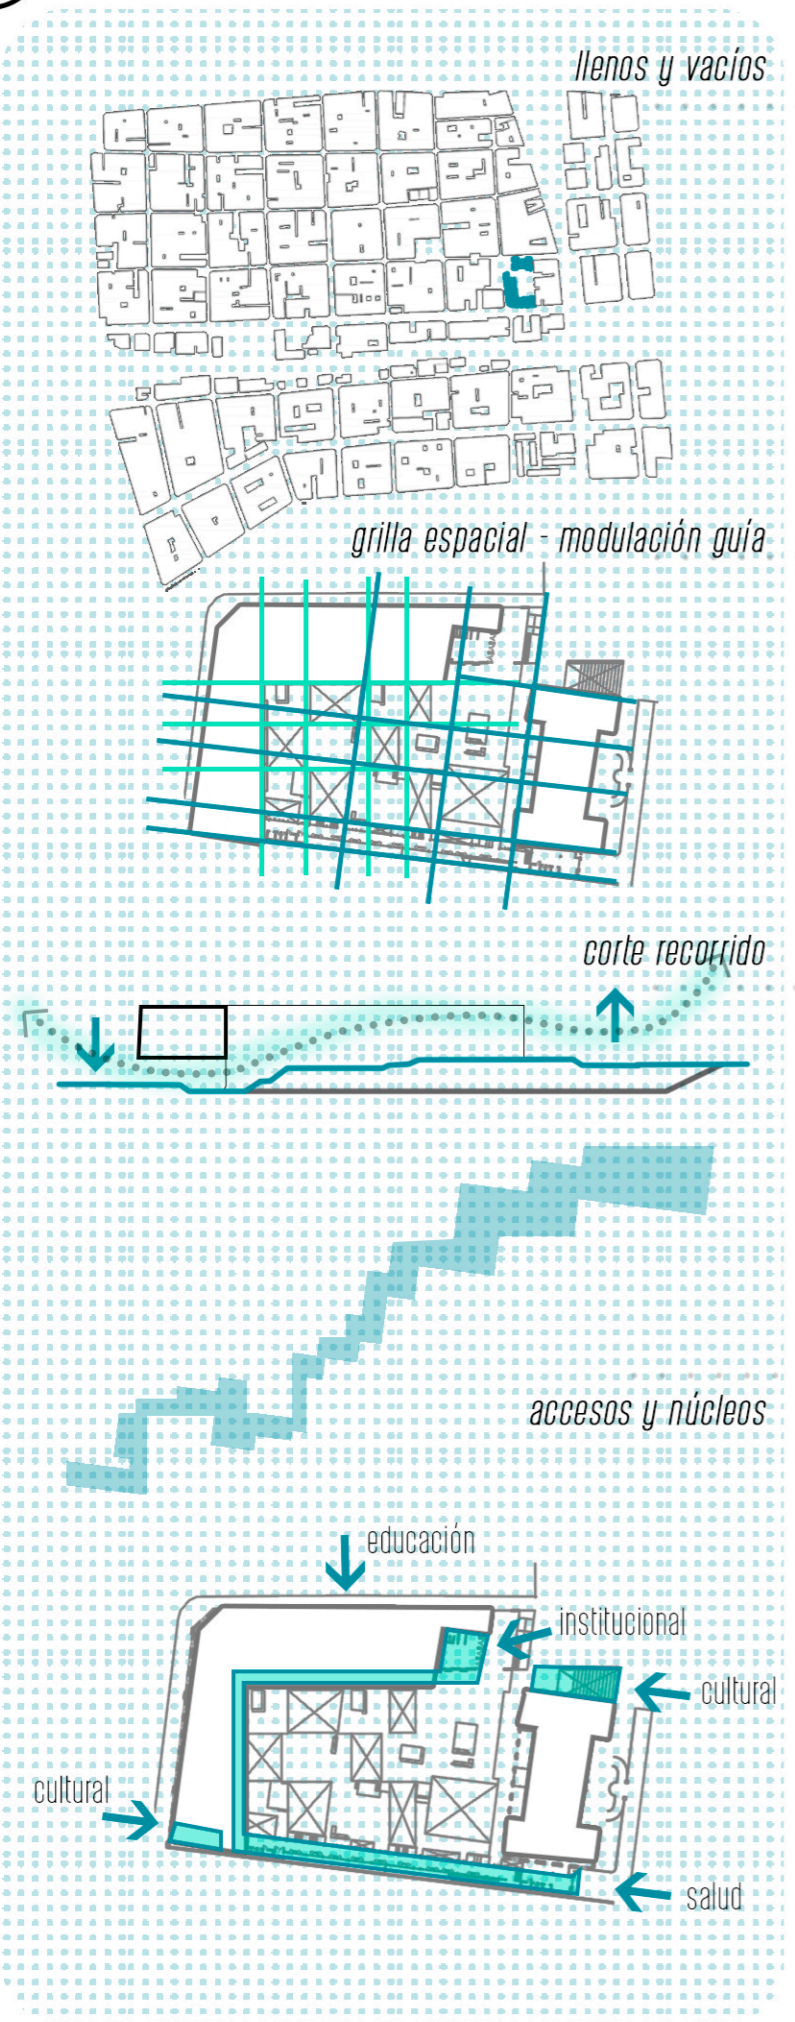 llenos y vacíos
grilla espacial - modulación guía
corte recorrido
accesos y núcleos
educación
institucional
cultural
cultural
salud